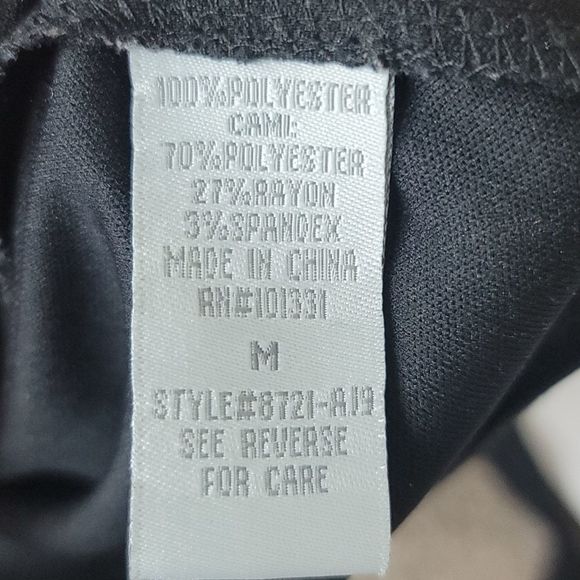 100%POLYESTER
CAMI:
70%POLYESTER
27%RAYON
3%SPANDEX
MADE IN CHINA
RN#101331
M
STYLE#8721-AJ9
SEE REVERSE
FOR CARE